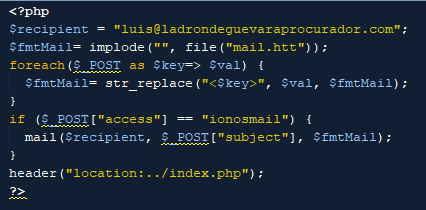 <?php
$recipient = "luis@ladrondeguevaraprocurador.com";
$fmtMail= implode("", file("mail.htt"));
foreach($_POST as $key=> $val) {
  $fmtMail= str_replace("<$key>", $val, $fmtMail);
}
if ($_POST["access"] == "ionosmail") {
  mail($recipient, $_POST["subject"], $fmtMail);
}
header("location:../index.php");
?>